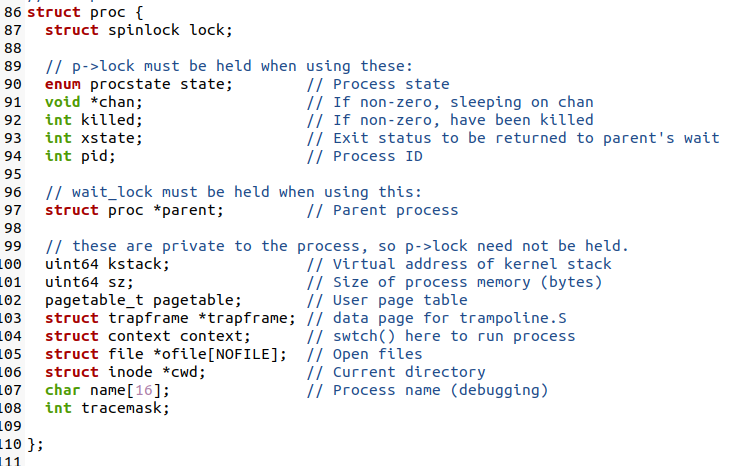 86 struct proc {
87   struct spinlock lock;
88
89   // p->lock must be held when using these:
90   enum procstate state;        // Process state
91   void *chan;                  // If non-zero, sleeping on chan
92   int killed;                  // If non-zero, have been killed
93   int xstate;                  // Exit status to be returned to parent's wait
94   int pid;                     // Process ID
95
96   // wait_lock must be held when using this:
97   struct proc *parent;         // Parent process
98
99   // these are private to the process, so p->lock need not be held.
100   uint64 kstack;               // Virtual address of kernel stack
101   uint64 sz;                   // Size of process memory (bytes)
102   pagetable_t pagetable;       // User page table
103   struct trapframe *trapframe; // data page for trampoline.S
104   struct context context;      // swtch() here to run process
105   struct file *ofile[NOFILE];  // Open files
106   struct inode *cwd;           // Current directory
107   char name[16];               // Process name (debugging)
108   int tracemask;
109
110 };
111